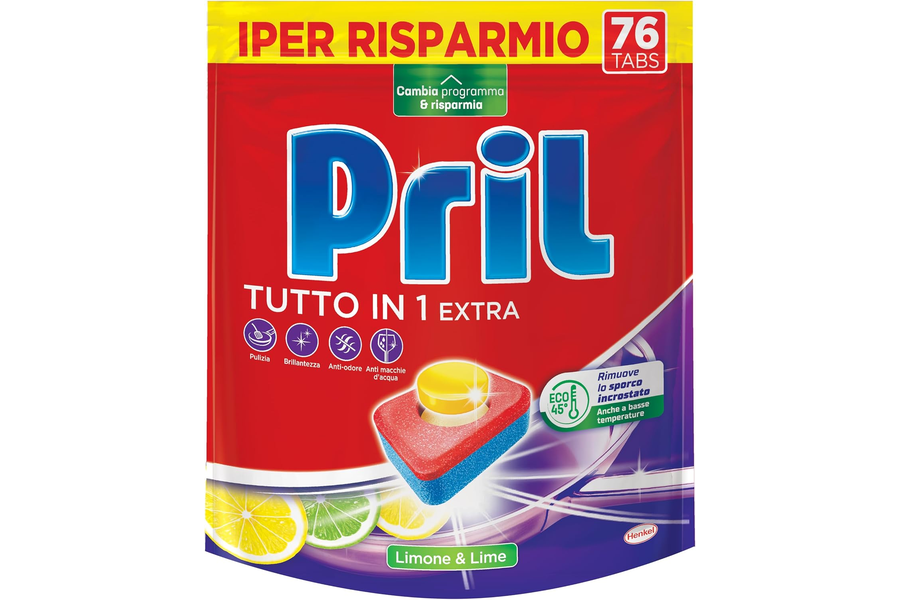 IPER RISPARMIO
76
TABS
Cambia programma
& risparmia
Pril
TUTTO IN 1 EXTRA
Pulizia
Brillantezza
Anti-odore
Anti macchie
d'acqua
ECO
45°
Rimuove
lo sporco
incrostato
Anche a basse
temperature
Henkel
Limone & Lime